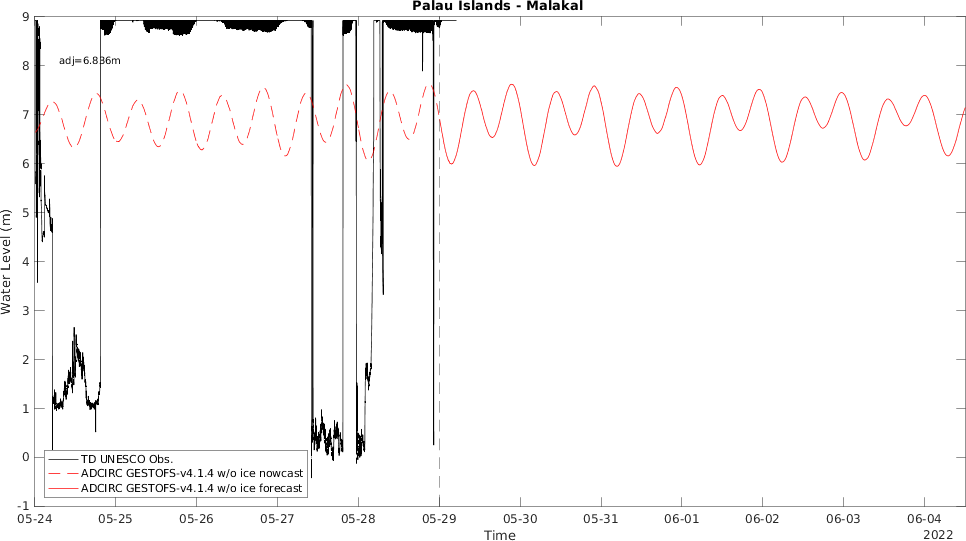 Palau Islands - Malakal
9
8
7
6
5
4
3
2
1
0
-1
Water Level (m)
adj=6.836m
TD UNESCO Obs.
ADCIRC GESTOFS-v4.1.4 w/o ice nowcast
ADCIRC GESTOFS-v4.1.4 w/o ice forecast
05-24 05-25 05-26 05-27 05-28 05-29 05-30 05-31 06-01 06-02 06-03 06-04
Time
2022